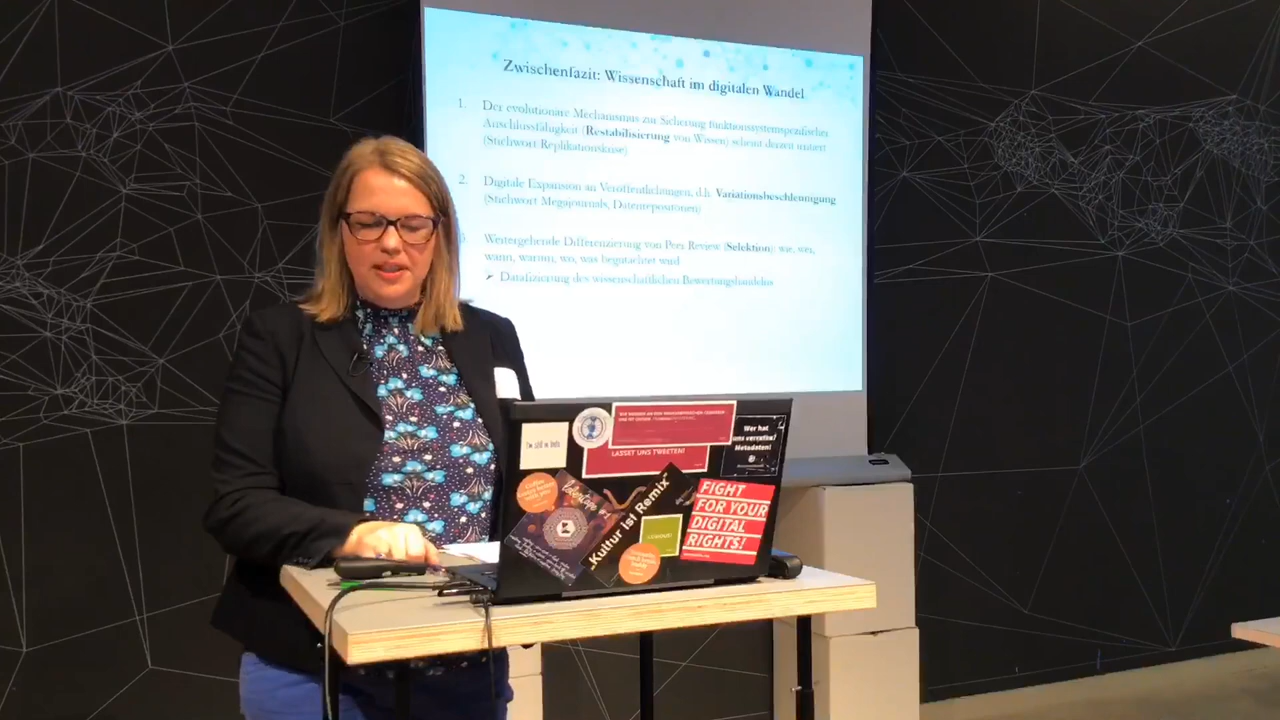 Zwischenfazit: Wissenschaft im digitalen Wandel
1. Der evolutionäre Mechanismus zur Sicherung funktionssystemspezifischer
Anschlussfähigkeit (Restabilisierung von Wissen) scheint derzeit irritiert
(Stichwort Replikationskrise)
2. Digitale Expansion an Veröffentlichungen, d.h. Variationsbeschleunigung
(Stichwort Megajournals, Datenrepositorien)
Weitergehende Differenzierung von Peer Review (Selektion): wie, wer,
wann, warum, wo, was begutachtet wird
➤ Datafizierung des wissenschaftlichen Bewertungshandelns
LASSET UNS TWEETEN!
Wer hat
uns verraten?
Metadaten!
„Kultur ist Remix“
FIGHT
FOR YOUR
DIGITAL
RIGHTS!